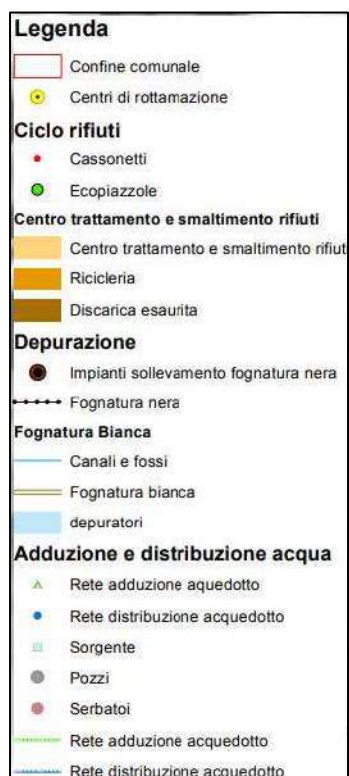 Legenda
Confine comunale
Centri di rottamazione
Ciclo rifiuti
Cassonetti
Ecopiazzole
Centro trattamento e smaltimento rifiuti
Centro trattamento e smaltimento rifiut
Ricicleria
Discarica esaurita
Depurazione
Impianti sollevamento fognatura nera
Fognatura nera
Fognatura Bianca
Canali e fossi
Fognatura bianca
depuratori
Adduzione e distribuzione acqua
Rete adduzione aquedotto
Rete distribuzione acquedotto
Sorgente
Pozzi
Serbatoi
Rete adduzione acquedotto
Rete distribuzione acquedotto